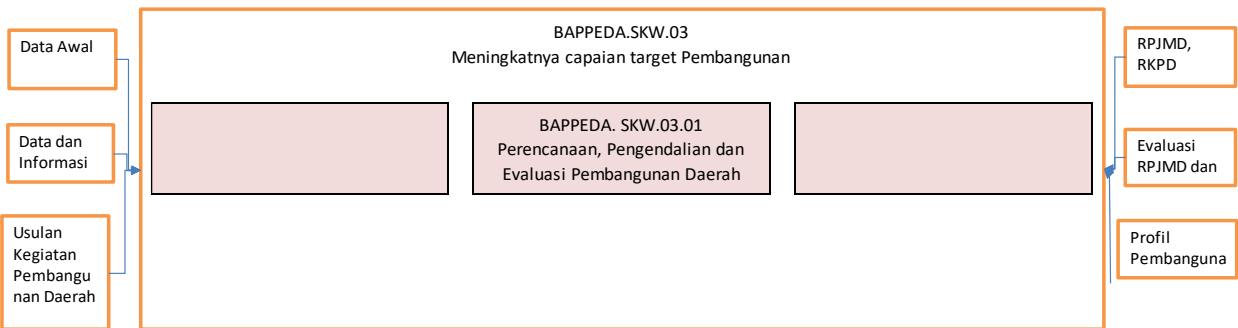 Data Awal
Data dan
Informasi
Usulan
Kegiatan
Pembangu
nan Daerah
BAPPEDA.SKW.03
Meningkatnya capaian target Pembangunan
BAPPEDA. SKW.03.01
Perencanaan, Pengendalian dan
Evaluasi Pembangunan Daerah
RPJMD,
RKPD
Evaluasi
RPJMD dan
Profil
Pembanguna